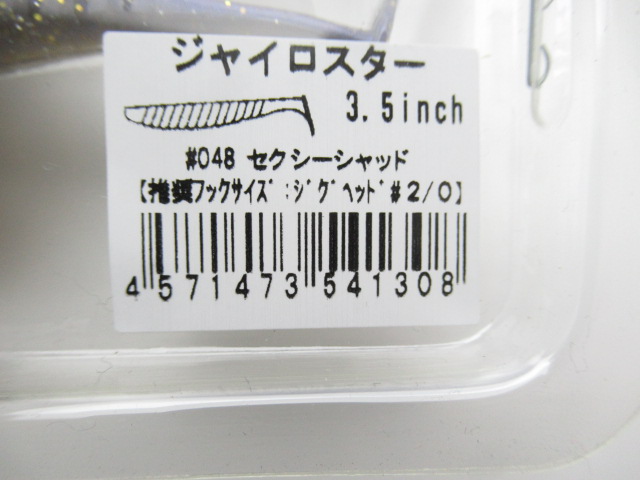 ジャイロスター
3.5inch
#048 セクシーシャッド
【推奨フックサイズ:ジグヘッド#2/0】
4 571473 541308